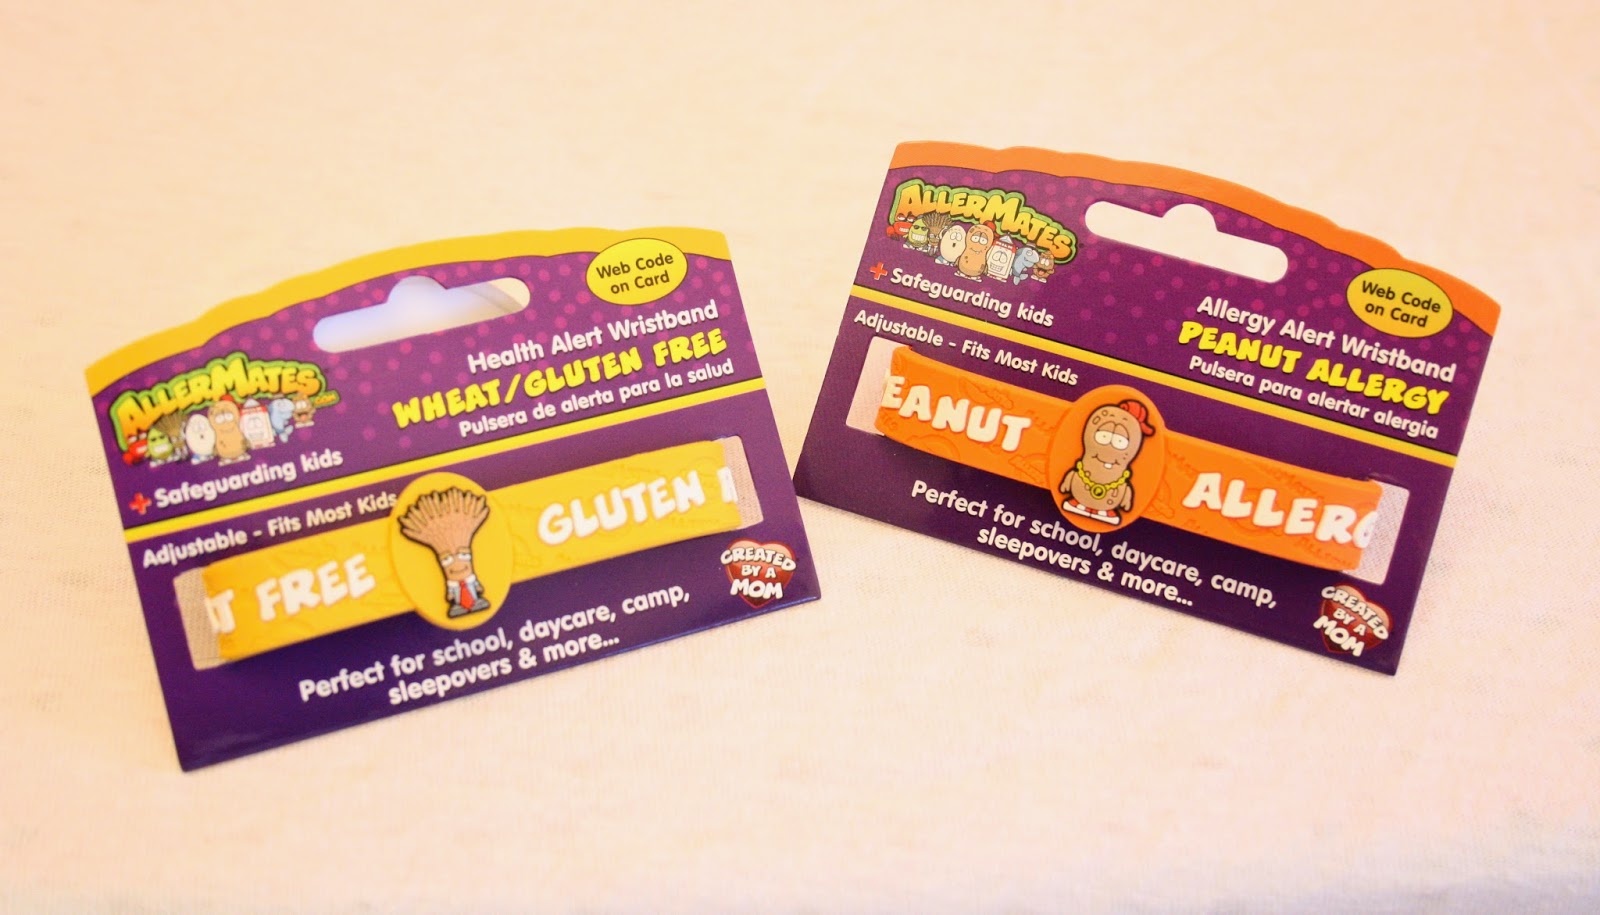 Web Code
on Card
Health Alert Wristband
WHEAT/GLUTEN FREE
Pulsera de alerta para la salud
ALLERMATES
.COM
+ Safeguarding kids
Adjustable - Fits Most Kids
T FREE
GLUTEN
CREATED
BY A
MOM
Perfect for school, daycare, camp,
sleepovers & more...
ALLERMATES
+ Safeguarding kids
Web Code
on Card
Allergy Alert Wristband
PEANUT ALLERGY
Pulsera para alertar alergia
Adjustable - Fits Most Kids
EANUT
ALLERG
Perfect for school, daycare, camp,
sleepovers & more...
CREATED
BY A
MOM